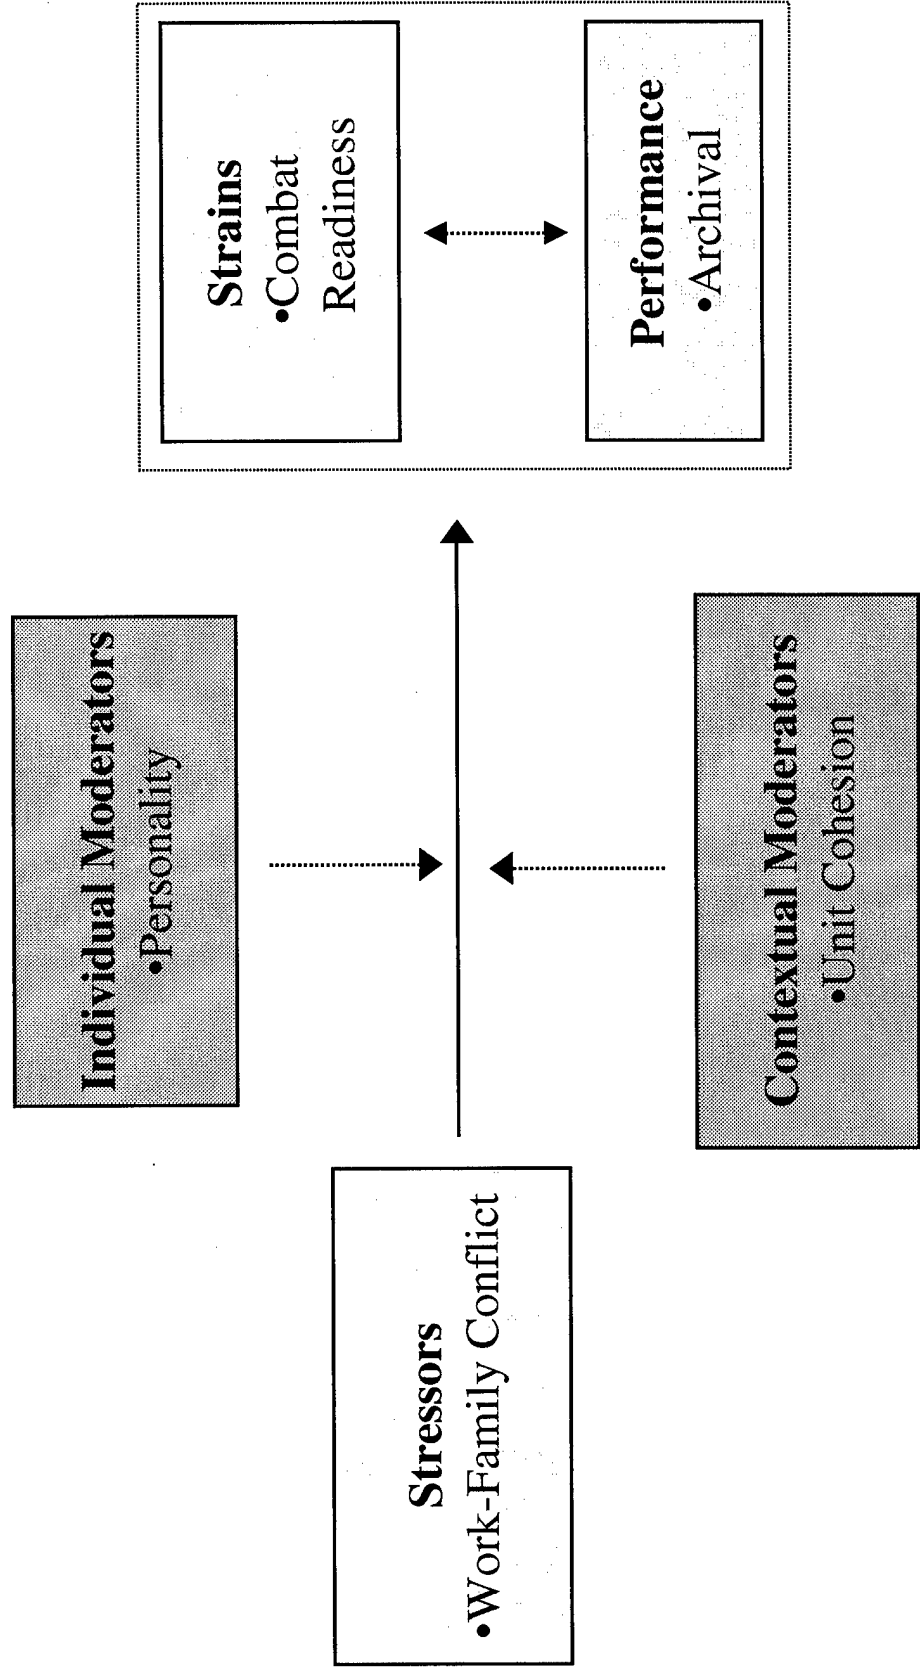 Individual Moderators
•Personality
Stressors
•Work-Family Conflict
Strains
•Combat
Readiness
Performance
•Archival
Contextual Moderators
•Unit Cohesion